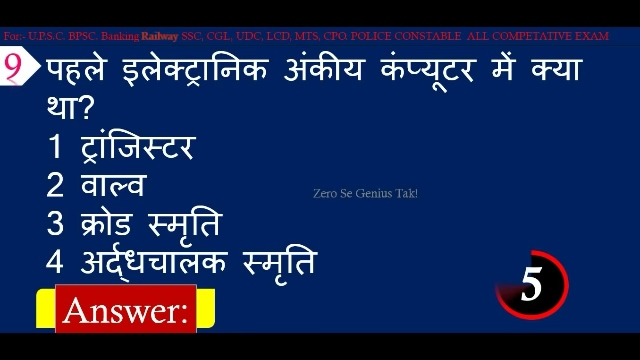 For:- U.P.S.C. BPSC. Banking Railway SSC, CGL, UDC, LCD, MTS, CPO. POLICE CONSTABLE ALL COMPETATIVE EXAM
9 पहले इलेक्ट्रानिक अंकीय कंप्यूटर में क्या
था?
1 ट्रांजिस्टर
2 वाल्व
Zero Se Genius Tak!
3 क्रोड स्मृति
4 अर्द्धचालक स्मृति
5
Answer: